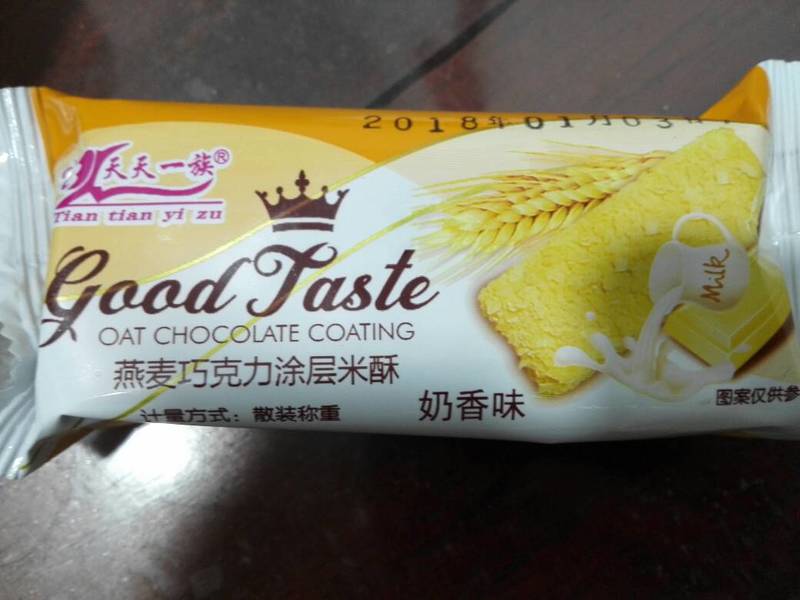 2018年01月03日
天天一族®
Tian tian yi zu
Good Taste
OAT CHOCOLATE COATING
燕麦巧克力涂层米酥
奶香味
计量方式：散装称重
Milk
图案仅供参